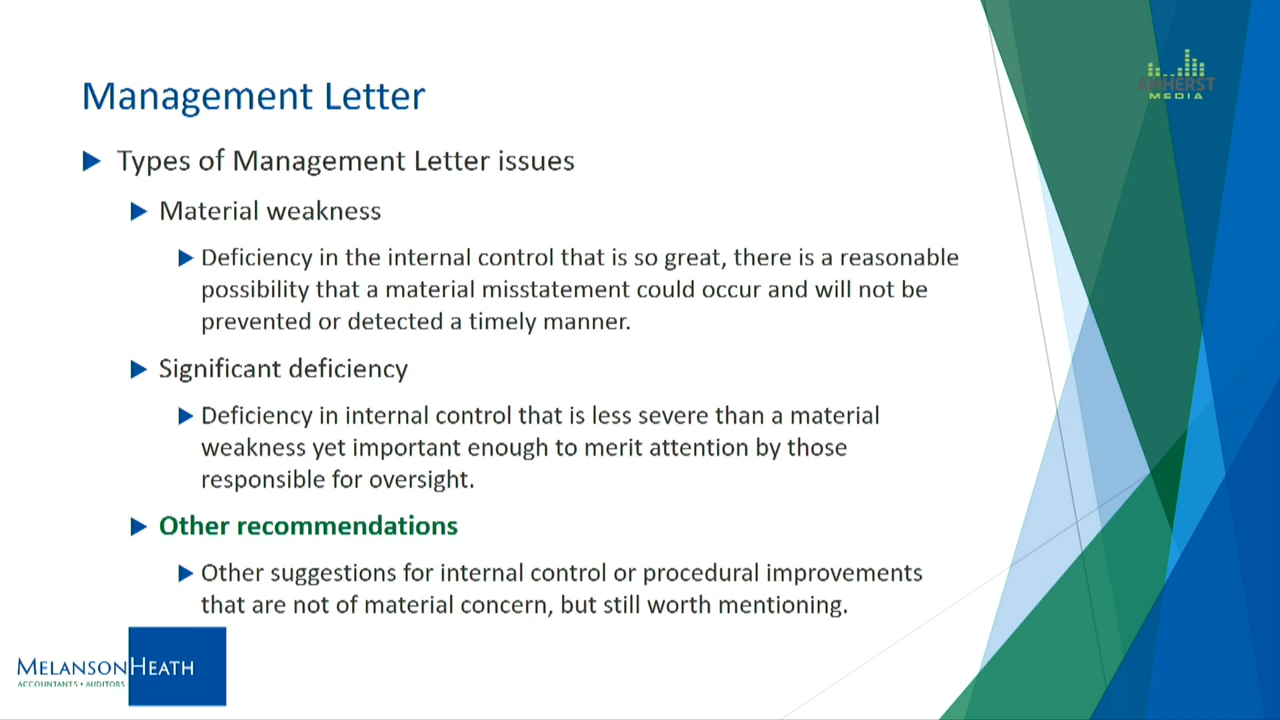 AMHERST
MEDIA
Management Letter
Types of Management Letter issues
Material weakness
Deficiency in the internal control that is so great, there is a reasonable
possibility that a material misstatement could occur and will not be
prevented or detected a timely manner.
Significant deficiency
Deficiency in internal control that is less severe than a material
weakness yet important enough to merit attention by those
responsible for oversight.
Other recommendations
Other suggestions for internal control or procedural improvements
that are not of material concern, but still worth mentioning.
MELANSONHEATH
ACCOUNTANTS • AUDITORS